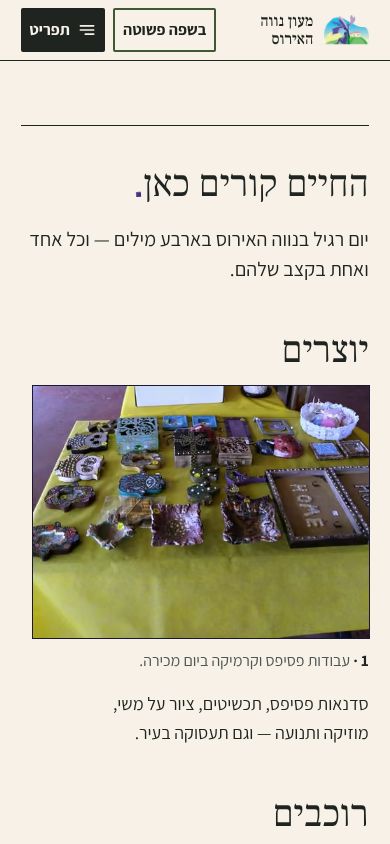 מעון נווה
האירוס
בשפה פשוטה
תפריט
החיים קורים כאן.
יום רגיל בנווה האירוס בארבע מילים — וכל אחד
ואחת בקצב שלהם.
יוצרים
HOME
1 · עבודות פסיפס וקרמיקה ביום מכירה.
סדנאות פסיפס, תכשיטים, ציור על משי,
מוזיקה ותנועה — וגם תעסוקה בעיר.
רוכבים